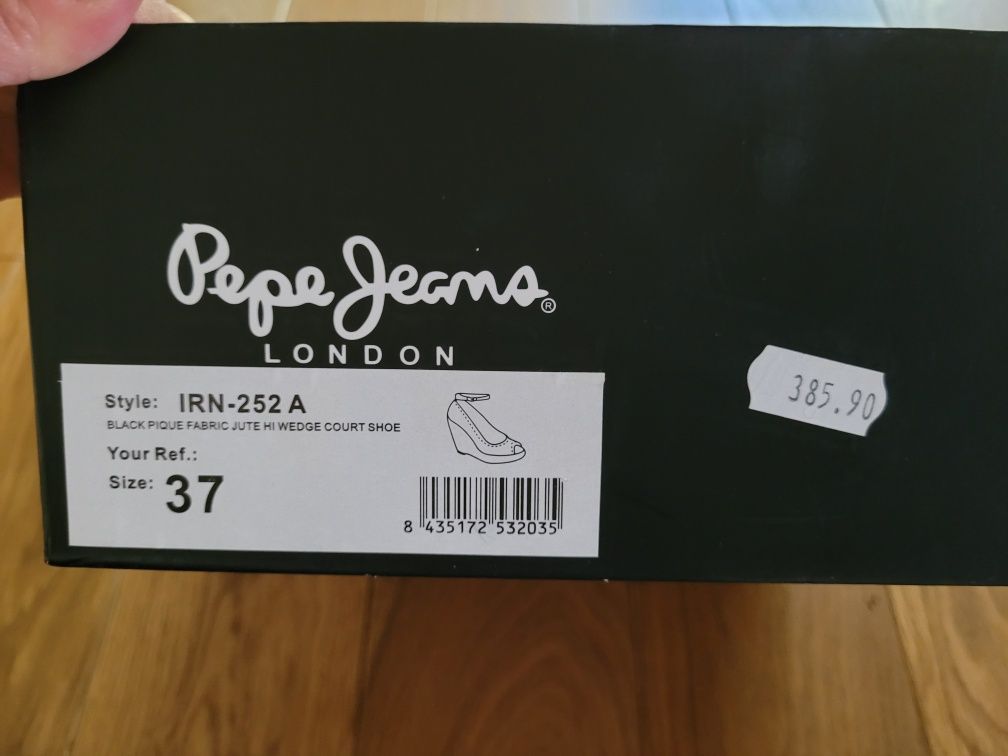 Pepe Jeans®
LONDON
Style: IRN-252 A
BLACK PIQUE FABRIC JUTE HI WEDGE COURT SHOE
Your Ref.:
Size: 37
8 435172 532035
385.90